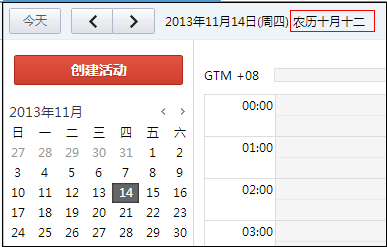 今天 2013年11月14日(周四) 农历十月十二
创建活动
2013年11月
日 一 二 三 四 五 六
27 28 29 30 31 1 2
3 4 5 6 7 8 9
10 11 12 13 14 15 16
17 18 19 20 21 22 23
24 25 26 27 28 29 30
GTM +08
00:00
01:00
02:00
03:00